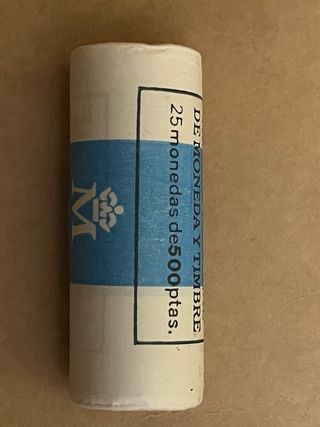 DE MONEDA Y TIMBRE
25 monedas de 500 ptas.
M